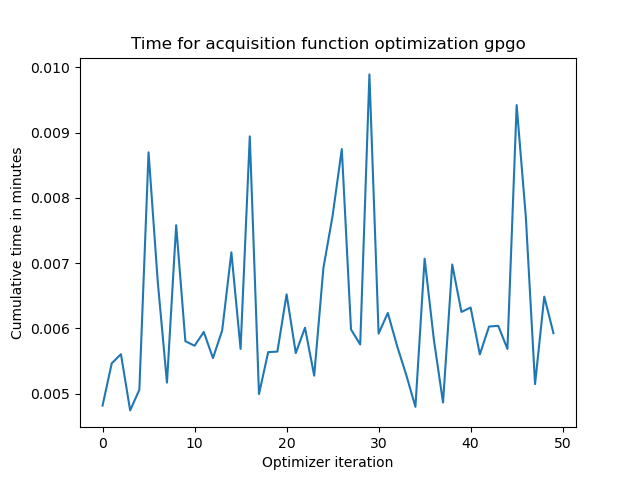 Time for acquisition function optimization gpgo
0.010
0.009
0.008
0.007
0.006
0.005
Cumulative time in minutes
0 10 20 30 40 50
Optimizer iteration